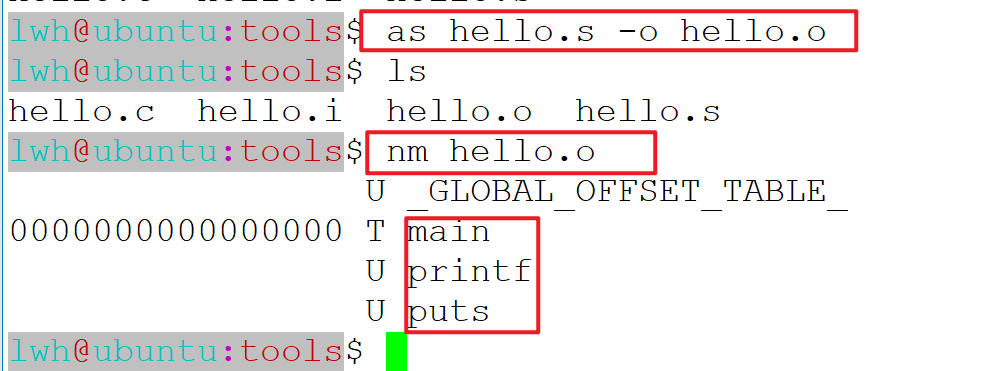 lwh@ubuntu:tools$ as hello.s -o hello.o
lwh@ubuntu:tools$ ls
hello.c  hello.i  hello.o  hello.s
lwh@ubuntu:tools$ nm hello.o
                 U _GLOBAL_OFFSET_TABLE_
0000000000000000 T main
                 U printf
                 U puts
lwh@ubuntu:tools$